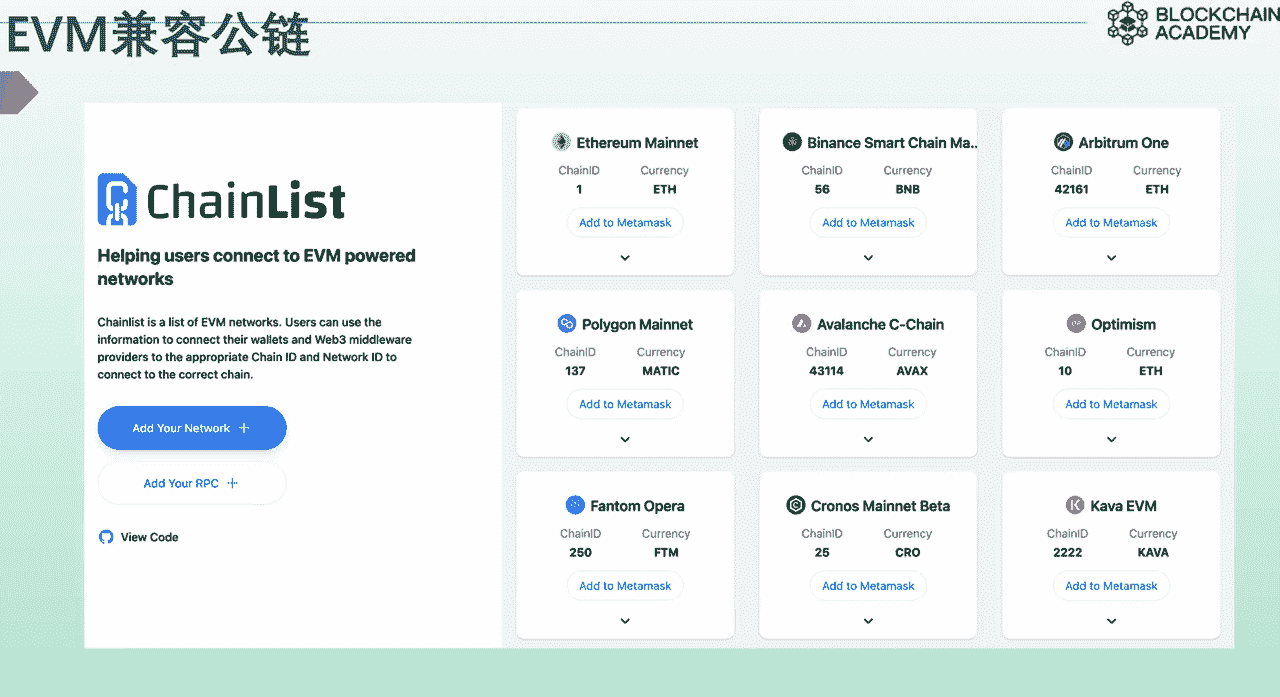 EVM兼容公链
BLOCKCHAIN
ACADEMY
ChainList
Helping users connect to EVM powered
networks
Chainlist is a list of EVM networks. Users can use the
information to connect their wallets and Web3 middleware
providers to the appropriate Chain ID and Network ID to
connect to the correct chain.
Add Your Network +
Add Your RPC +
View Code
Ethereum Mainnet
ChainID Currency
1 ETH
Add to Metamask
Binance Smart Chain Ma..
ChainID Currency
56 BNB
Add to Metamask
Arbitrum One
ChainID Currency
42161 ETH
Add to Metamask
Polygon Mainnet
ChainID Currency
137 MATIC
Add to Metamask
Avalanche C-Chain
ChainID Currency
43114 AVAX
Add to Metamask
Optimism
ChainID Currency
10 ETH
Add to Metamask
Fantom Opera
ChainID Currency
250 FTM
Add to Metamask
Cronos Mainnet Beta
ChainID Currency
25 CRO
Add to Metamask
Kava EVM
ChainID Currency
2222 KAVA
Add to Metamask